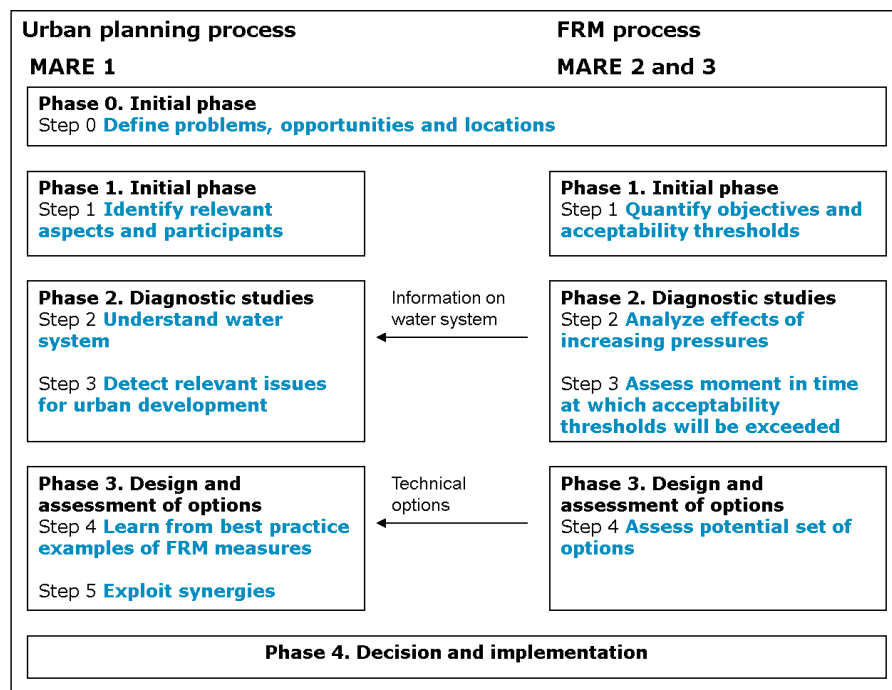 Urban planning process
FRM process
MARE 1
MARE 2 and 3
Phase 0. Initial phase
Step 0 Define problems, opportunities and locations
Phase 1. Initial phase
Step 1 Identify relevant
aspects and participants
Phase 1. Initial phase
Step 1 Quantify objectives and
acceptability thresholds
Phase 2. Diagnostic studies
Step 2 Understand water
system
Step 3 Detect relevant issues
for urban development
Information on
water system
Phase 2. Diagnostic studies
Step 2 Analyze effects of
increasing pressures
Step 3 Assess moment in time
at which acceptability
thresholds will be exceeded
Phase 3. Design and
assessment of options
Step 4 Learn from best practice
examples of FRM measures
Step 5 Exploit synergies
Technical
options
Phase 3. Design and
assessment of options
Step 4 Assess potential set of
options
Phase 4. Decision and implementation